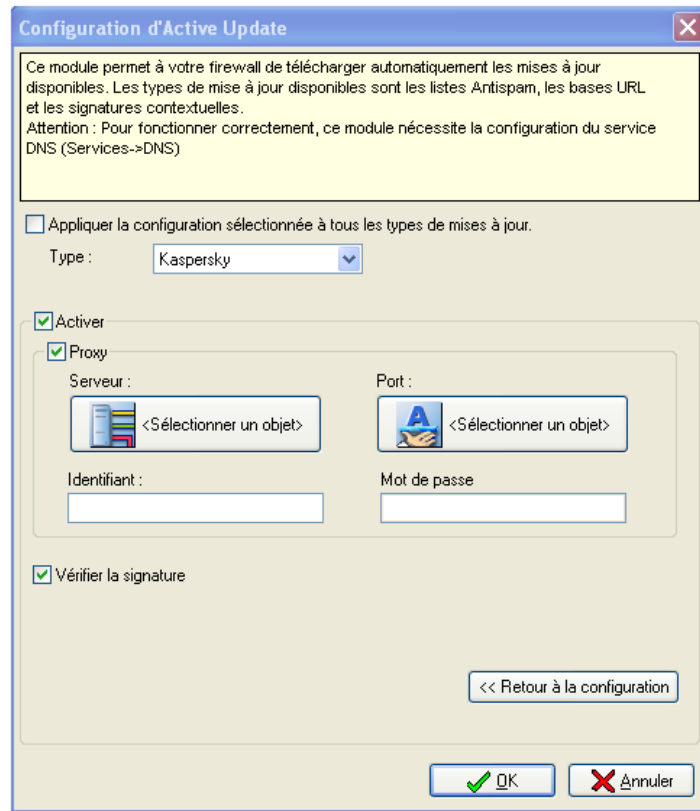 Configuration d'Active Update
Ce module permet à votre firewall de télécharger automatiquement les mises à jour
disponibles. Les types de mise à jour disponibles sont les listes Antispam, les bases URL
et les signatures contextuelles.
Attention : Pour fonctionner correctement, ce module nécessite la configuration du service
DNS (Services->DNS)
Appliquer la configuration sélectionnée à tous les types de mises à jour.
Type : Kaspersky
Activer
Proxy
Serveur : Port :
<Sélectionner un objet> <Sélectionner un objet>
Identifiant : Mot de passe
Vérifier la signature
<< Retour à la configuration
OK Annuler